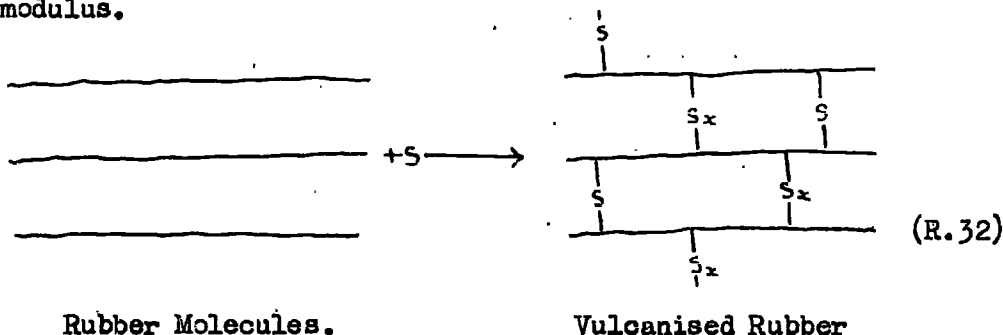 modulus.
S
Sx S
+S
S Sx
(R.32)
Sx
Rubber Molecules. Vulcanised Rubber